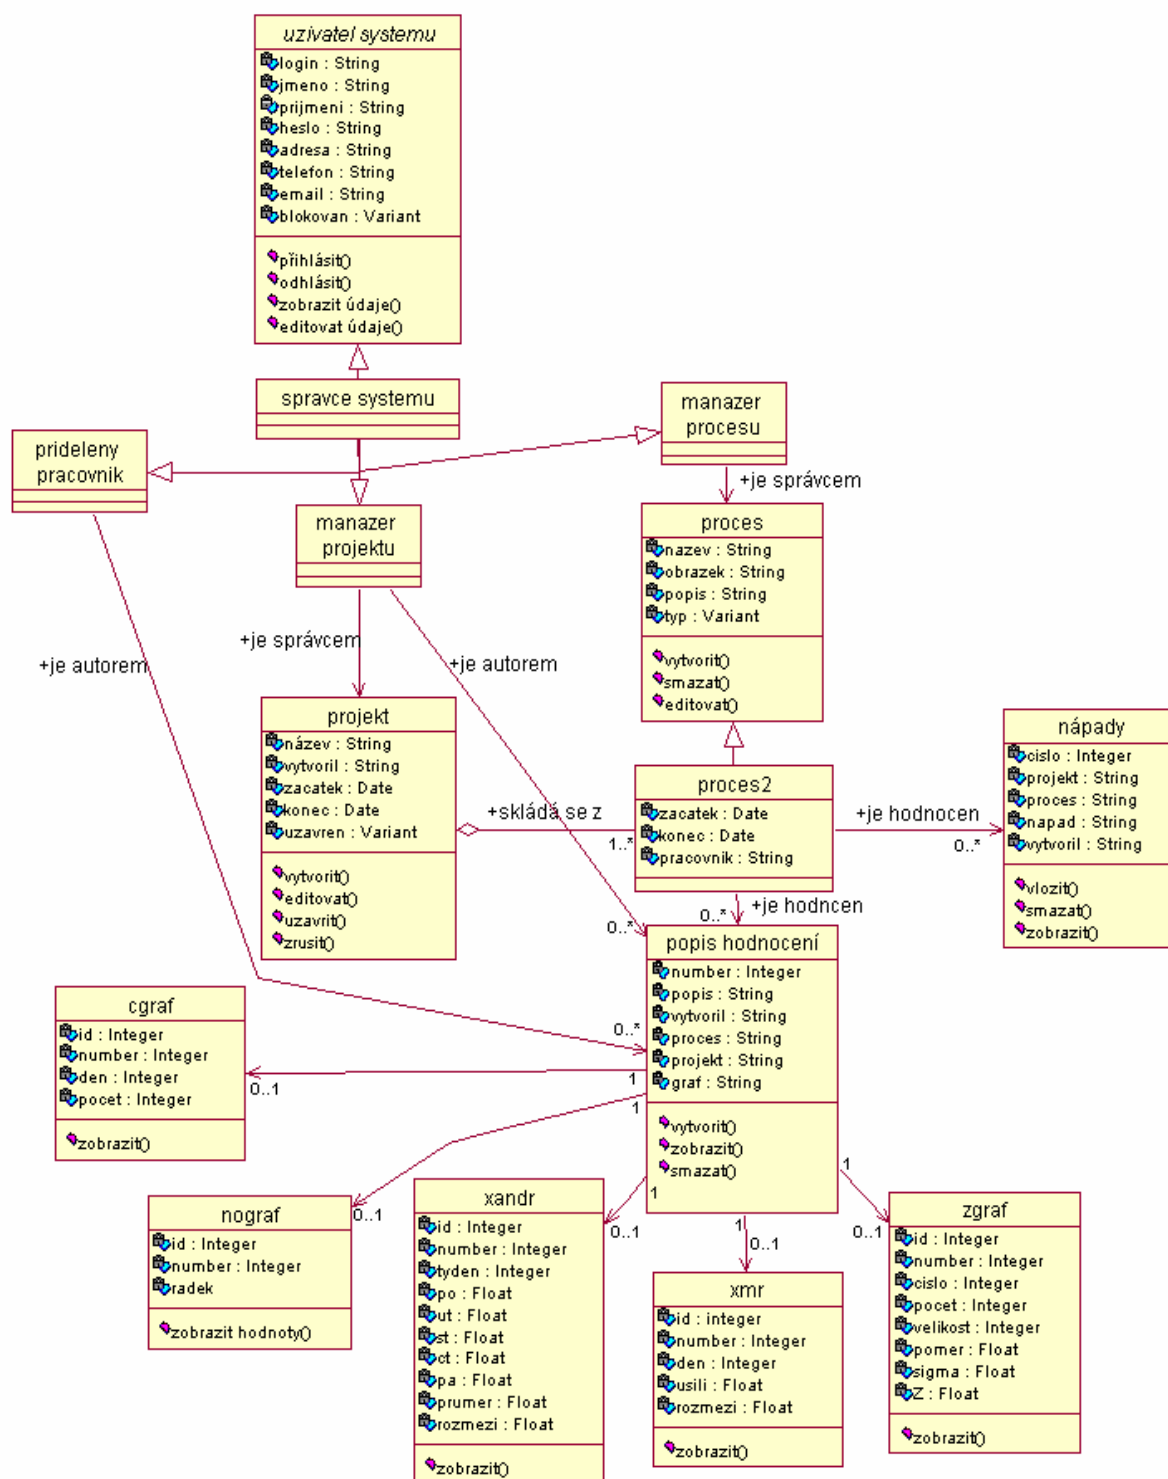 uzivatel systemu
login : String
jmeno : String
prijmeni : String
heslo : String
adresa : String
telefon : String
email : String
blokovan : Variant
přihlásit()
odhlásit()
zobrazit údaje()
editovat údaje()
spravce systemu
manazer
procesu
prideleny
pracovnik
+je správcem
manazer
projektu
proces
nazev : String
obrazek : String
popis : String
typ : Variant
vytvorit()
smazat()
editovat()
+je správcem
+je autorem
+je autorem
projekt
název : String
vytvoril : String
zacatek : Date
konec : Date
uzavren : Variant
vytvorit()
editovat()
uzavrit()
zrusit()
+skládá se z
1..*
proces2
zacatek : Date
konec : Date
pracovnik : String
+je hodnocen
0..*
nápady
cislo : Integer
projekt : String
proces : String
napad : String
vytvoril : String
vlozit()
smazat()
zobrazit()
+je hodncen
0..*
0..*
popis hodnocení
number : Integer
popis : String
vytvoril : String
proces : String
projekt : String
graf : String
vytvorit()
zobrazit()
smazat()
0..*
cgraf
id : Integer
number : Integer
den : Integer
pocet : Integer
zobrazit()
0..1
1
1
nograf
id : Integer
number : Integer
radek
zobrazit hodnoty()
0..1
xandr
id : Integer
number : Integer
tyden : Integer
po : Float
ut : Float
st : Float
ct : Float
pa : Float
prumer : Float
rozmezi : Float
zobrazit()
1
0..1
1
0..1
xmr
id : integer
number : Integer
den : Integer
usili : Float
rozmezi : Float
zobrazit()
1
0..1
zgraf
id : Integer
number : Integer
cislo : Integer
pocet : Integer
velikost : Integer
pomer : Float
sigma : Float
Z : Float
zobrazit()